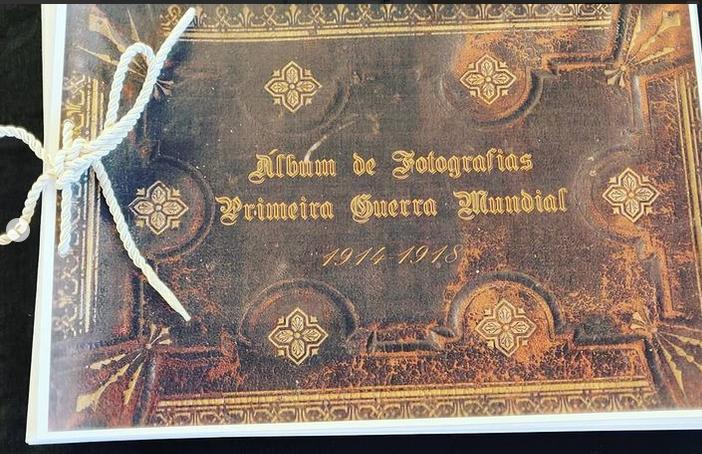 Álbum de Fotografias
Primeira Guerra Mundial
1914-1918